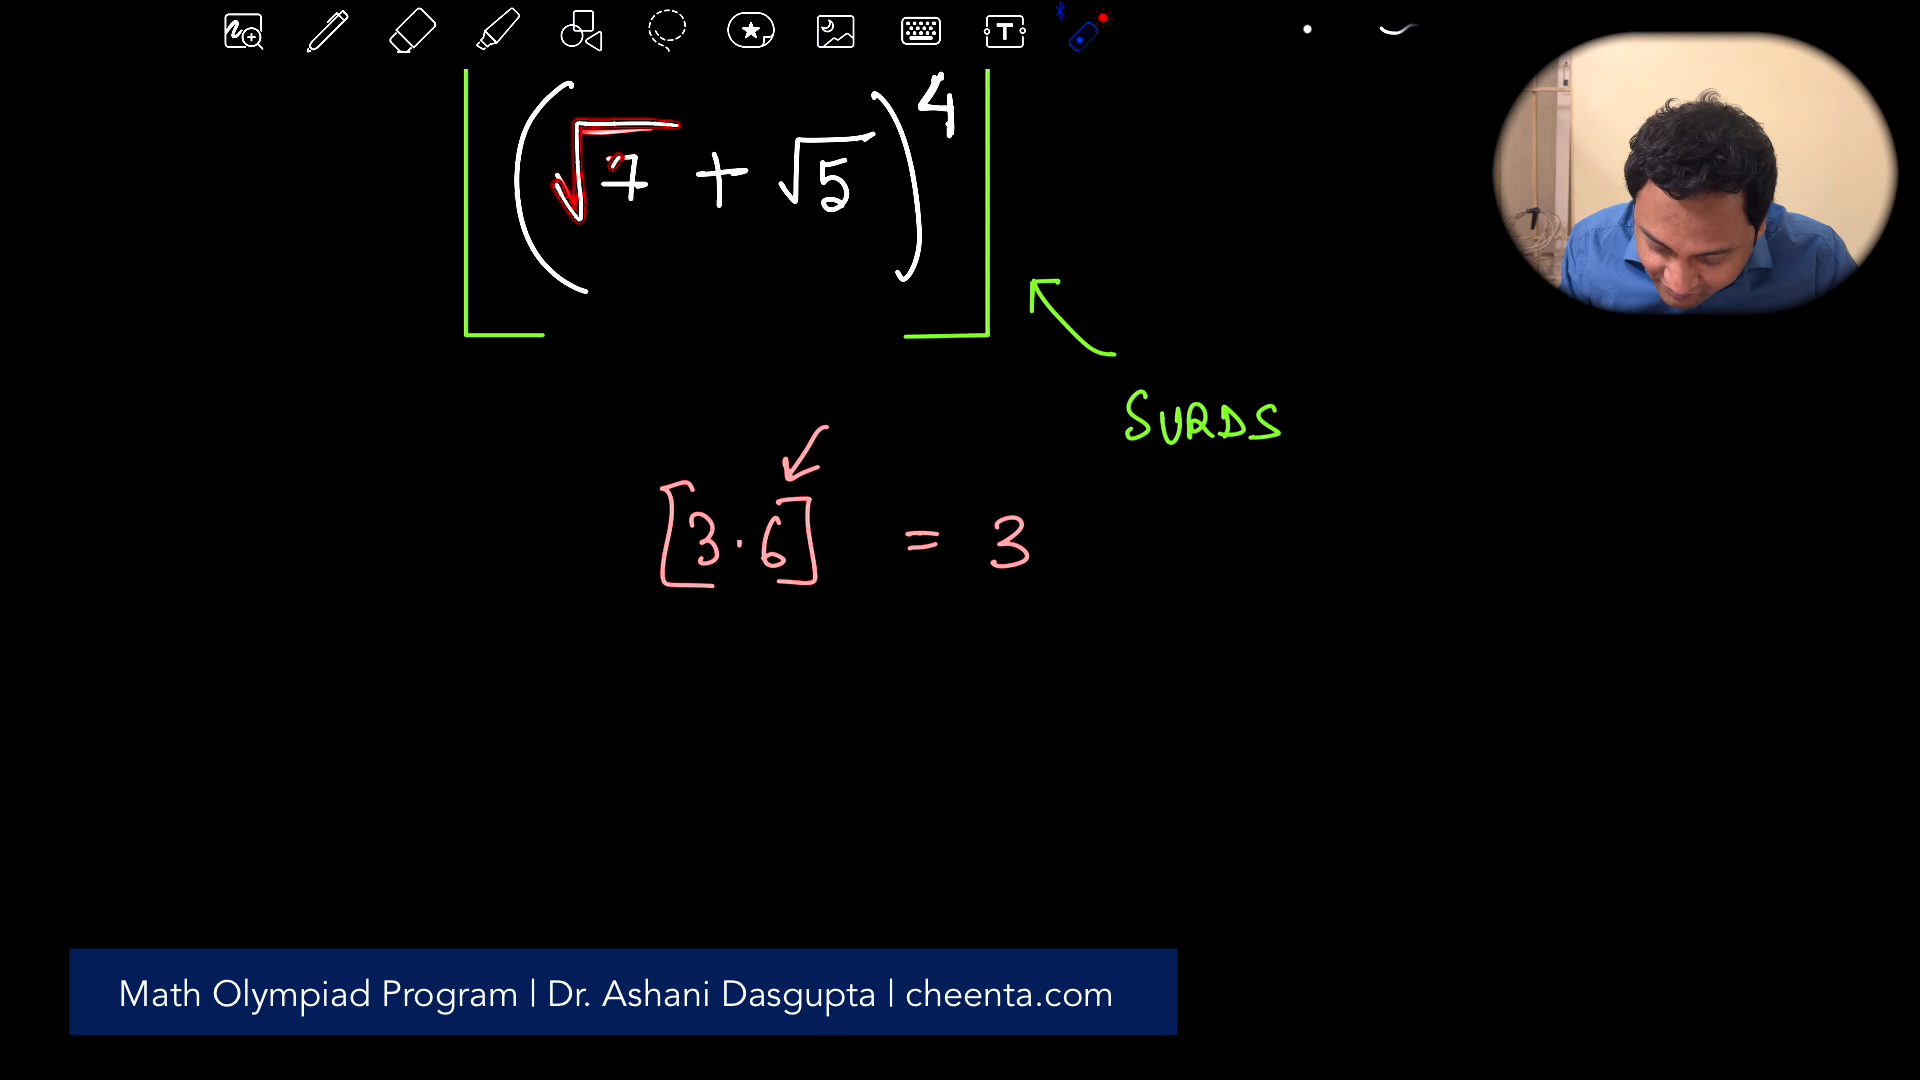 T
[(√7 + √5)^4]
SURDS
[3.6] = 3
Math Olympiad Program | Dr. Ashani Dasgupta | cheenta.com